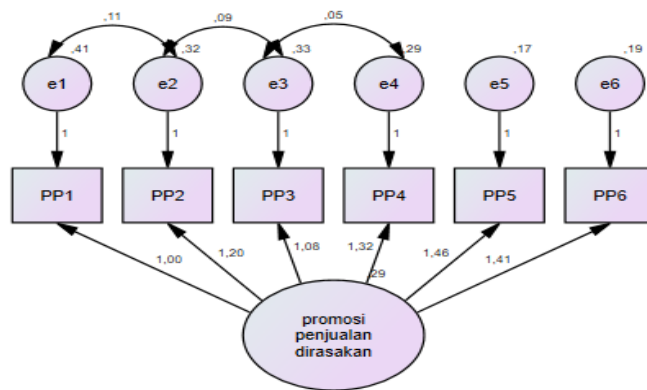 ,11 ,09 ,05
,41 ,32 ,33 ,29 ,17 ,19
e1 e2 e3 e4 e5 e6
1 1 1 1 1 1
PP1 PP2 PP3 PP4 PP5 PP6
1,00 1,20 1,08 1,32 1,46 1,41
,29
promosi
penjualan
dirasakan